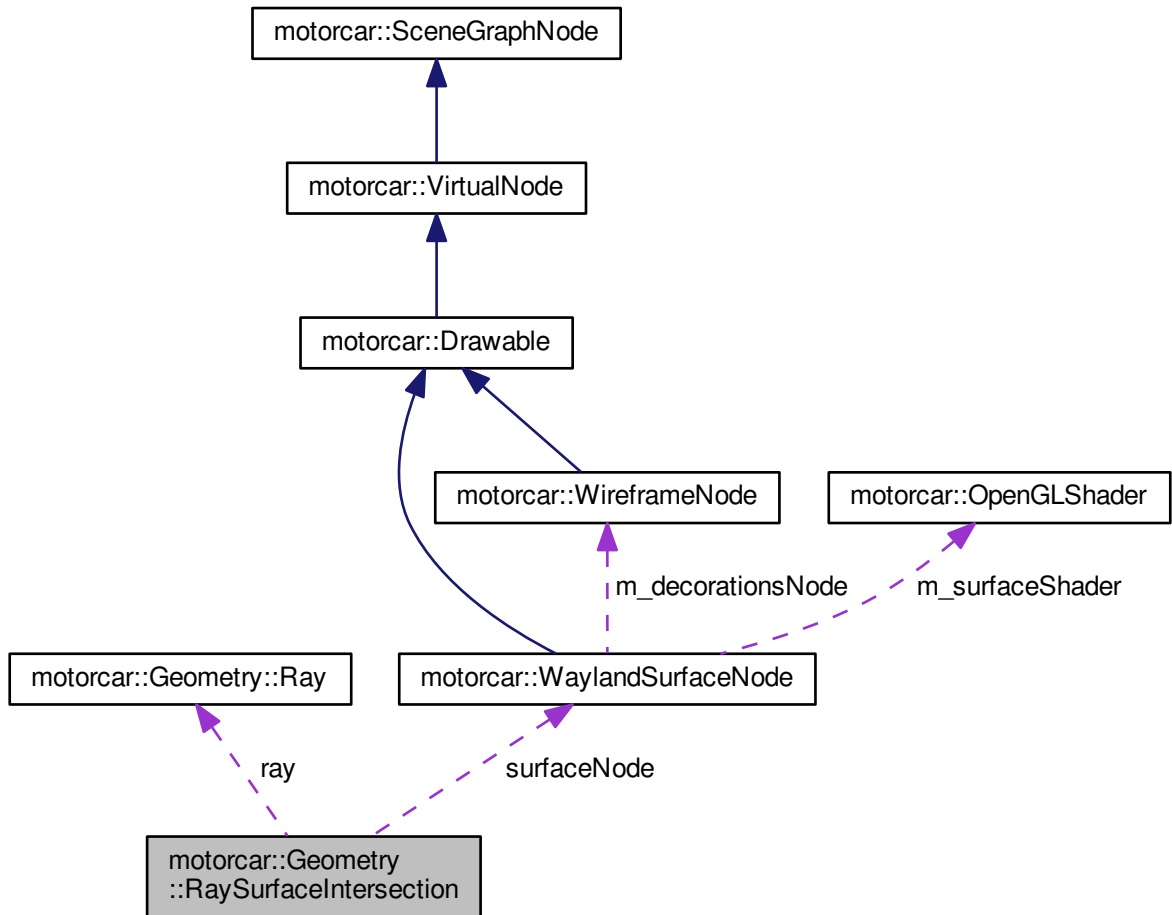 motorcar::SceneGraphNode
motorcar::VirtualNode
motorcar::Drawable
motorcar::WireframeNode
motorcar::OpenGLShader
m_decorationsNode
m_surfaceShader
motorcar::Geometry::Ray
motorcar::WaylandSurfaceNode
ray
surfaceNode
motorcar::Geometry
::RaySurfaceIntersection